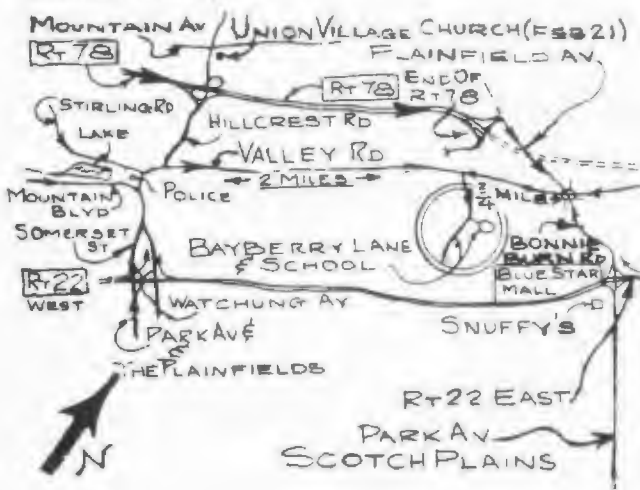 MOUNTAIN AV
UNION VILLAGE CHURCH (FEB 21)
RT 78
PLAINFIELD AV
RT 78
END OF
RT 78
STIRLING RD
LAKE
HILLCREST RD
VALLEY RD
POLICE
2 MILES
3/4 MILE
MOUNTAIN
BLVD
SOMERSET
ST
BAYBERRY LANE
& SCHOOL
BONNIE
BURN RD
BLUE STAR
MALL
RT 22
WEST
WATCHUNG AV
SNUFFY'S
PARK AV &
THE PLAINFIELDS
RT 22 EAST
N
PARK AV
SCOTCH PLAINS